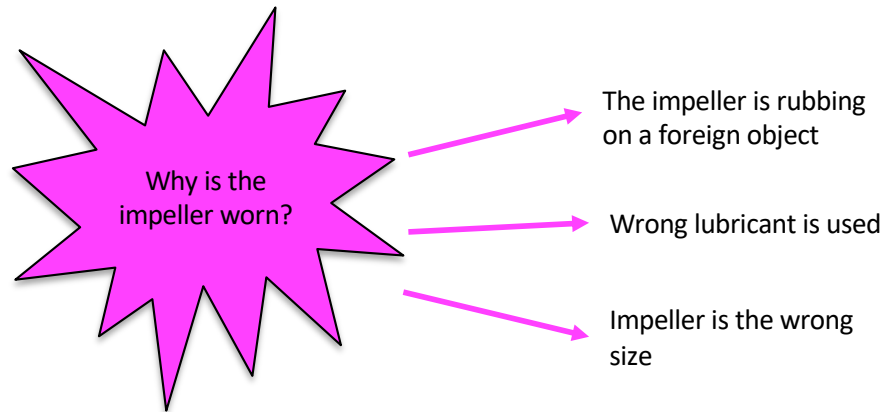 Why is the
impeller worn?
The impeller is rubbing
on a foreign object
Wrong lubricant is used
Impeller is the wrong
size